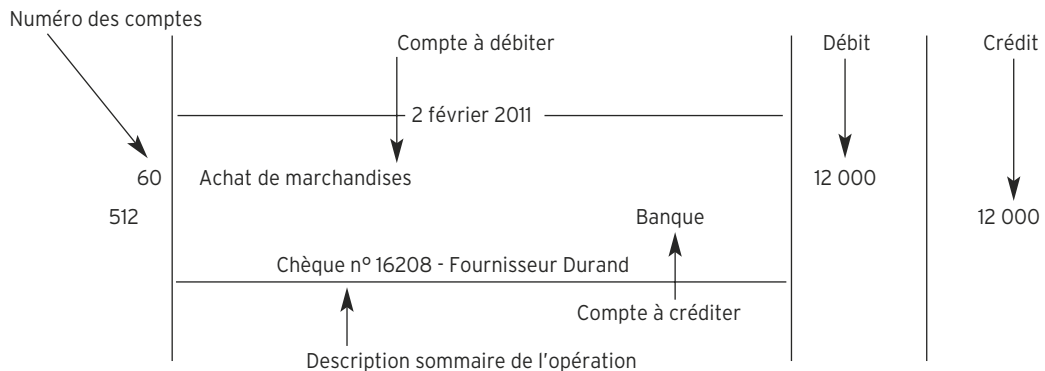 Numéro des comptes
Compte à débiter Débit Crédit
2 février 2011
60 Achat de marchandises 12 000
512 Banque 12 000
Chèque nº 16208 - Fournisseur Durand
Compte à créditer
Description sommaire de l'opération